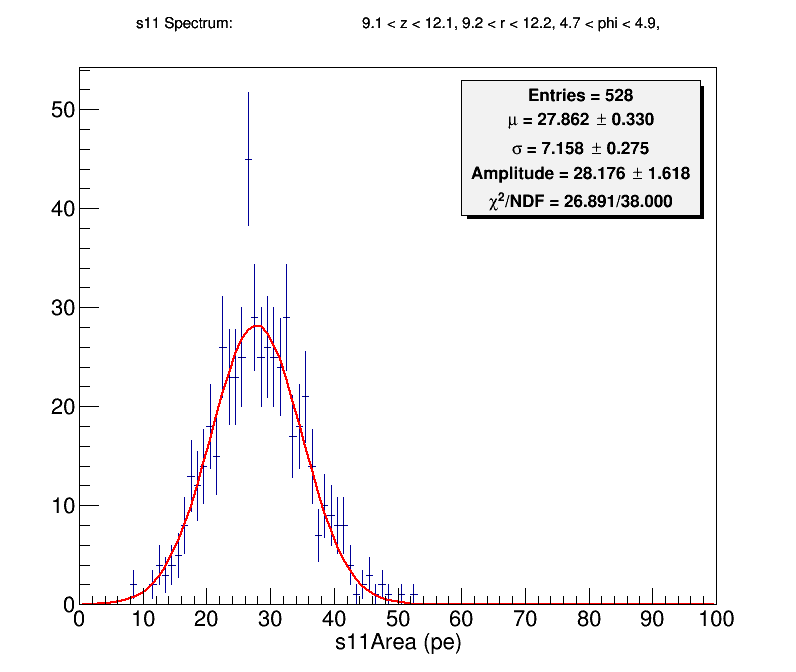 s11 Spectrum: 9.1 < z < 12.1, 9.2 < r < 12.2, 4.7 < phi < 4.9,
Entries = 528
μ = 27.862 ± 0.330
σ = 7.158 ± 0.275
Amplitude = 28.176 ± 1.618
χ²/NDF = 26.891/38.000
50
40
30
20
10
0
0 10 20 30 40 50 60 70 80 90 100
s11Area (pe)